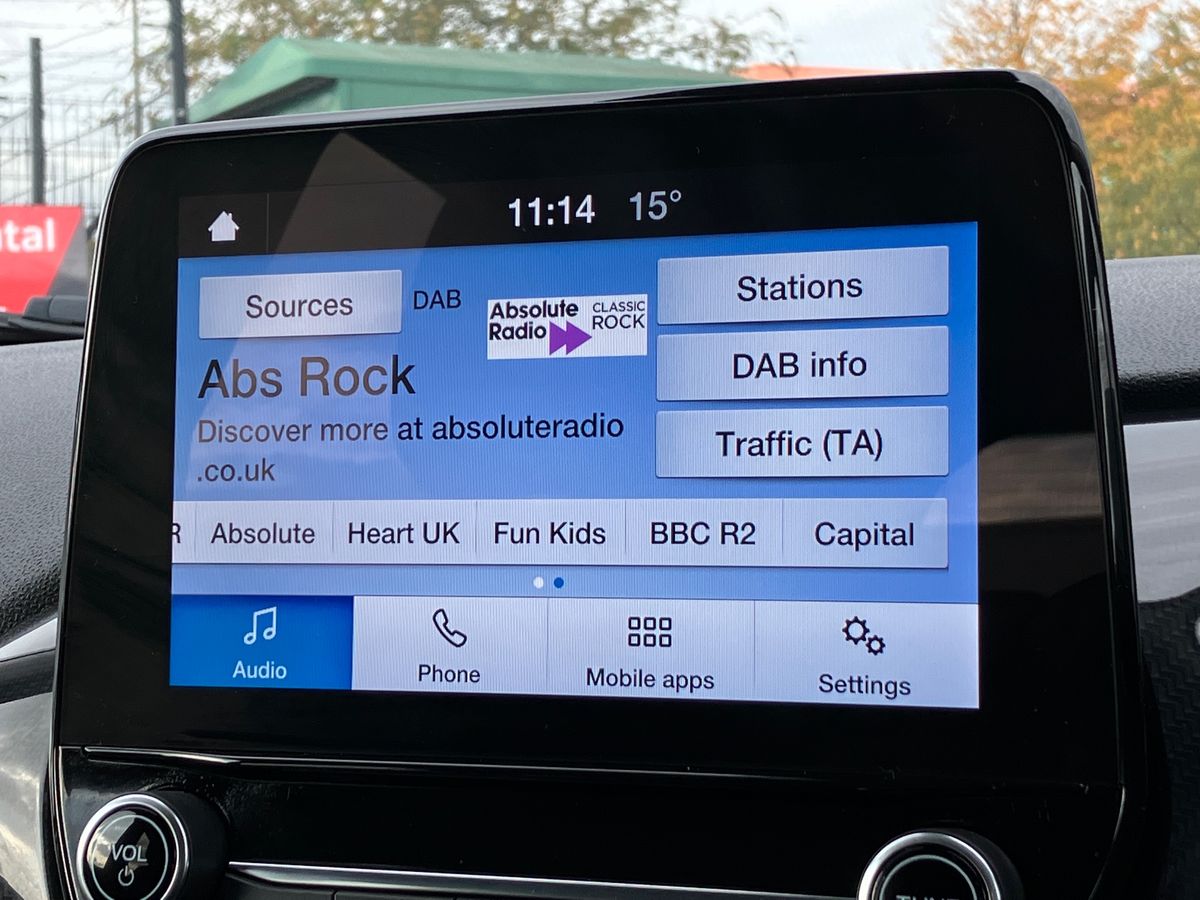 11:14 15°
Sources
DAB
Absolute
Radio
CLASSIC
ROCK
Stations
Abs Rock
DAB info
Discover more at absoluteradio
.co.uk
Traffic (TA)
R Absolute Heart UK Fun Kids BBC R2 Capital
Audio Phone Mobile apps Settings
VOL